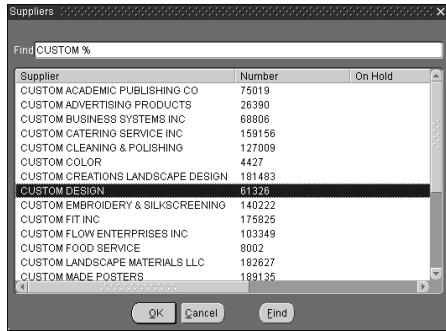 Suppliers
Find CUSTOM %
Supplier Number On Hold
CUSTOM ACADEMIC PUBLISHING CO 75019
CUSTOM ADVERTISING PRODUCTS 26390
CUSTOM BUSINESS SYSTEMS INC 68806
CUSTOM CATERING SERVICE INC 159156
CUSTOM CLEANING & POLISHING 127009
CUSTOM COLOR 4427
CUSTOM CREATIONS LANDSCAPE DESIGN 181483
CUSTOM DESIGN 61326
CUSTOM EMBROIDERY & SILKSCREENING 140222
CUSTOM FIT INC 175825
CUSTOM FLOW ENTERPRISES INC 103349
CUSTOM FOOD SERVICE 8002
CUSTOM LANDSCAPE MATERIALS LLC 182627
CUSTOM MADE POSTERS 189135
OK Cancel Find